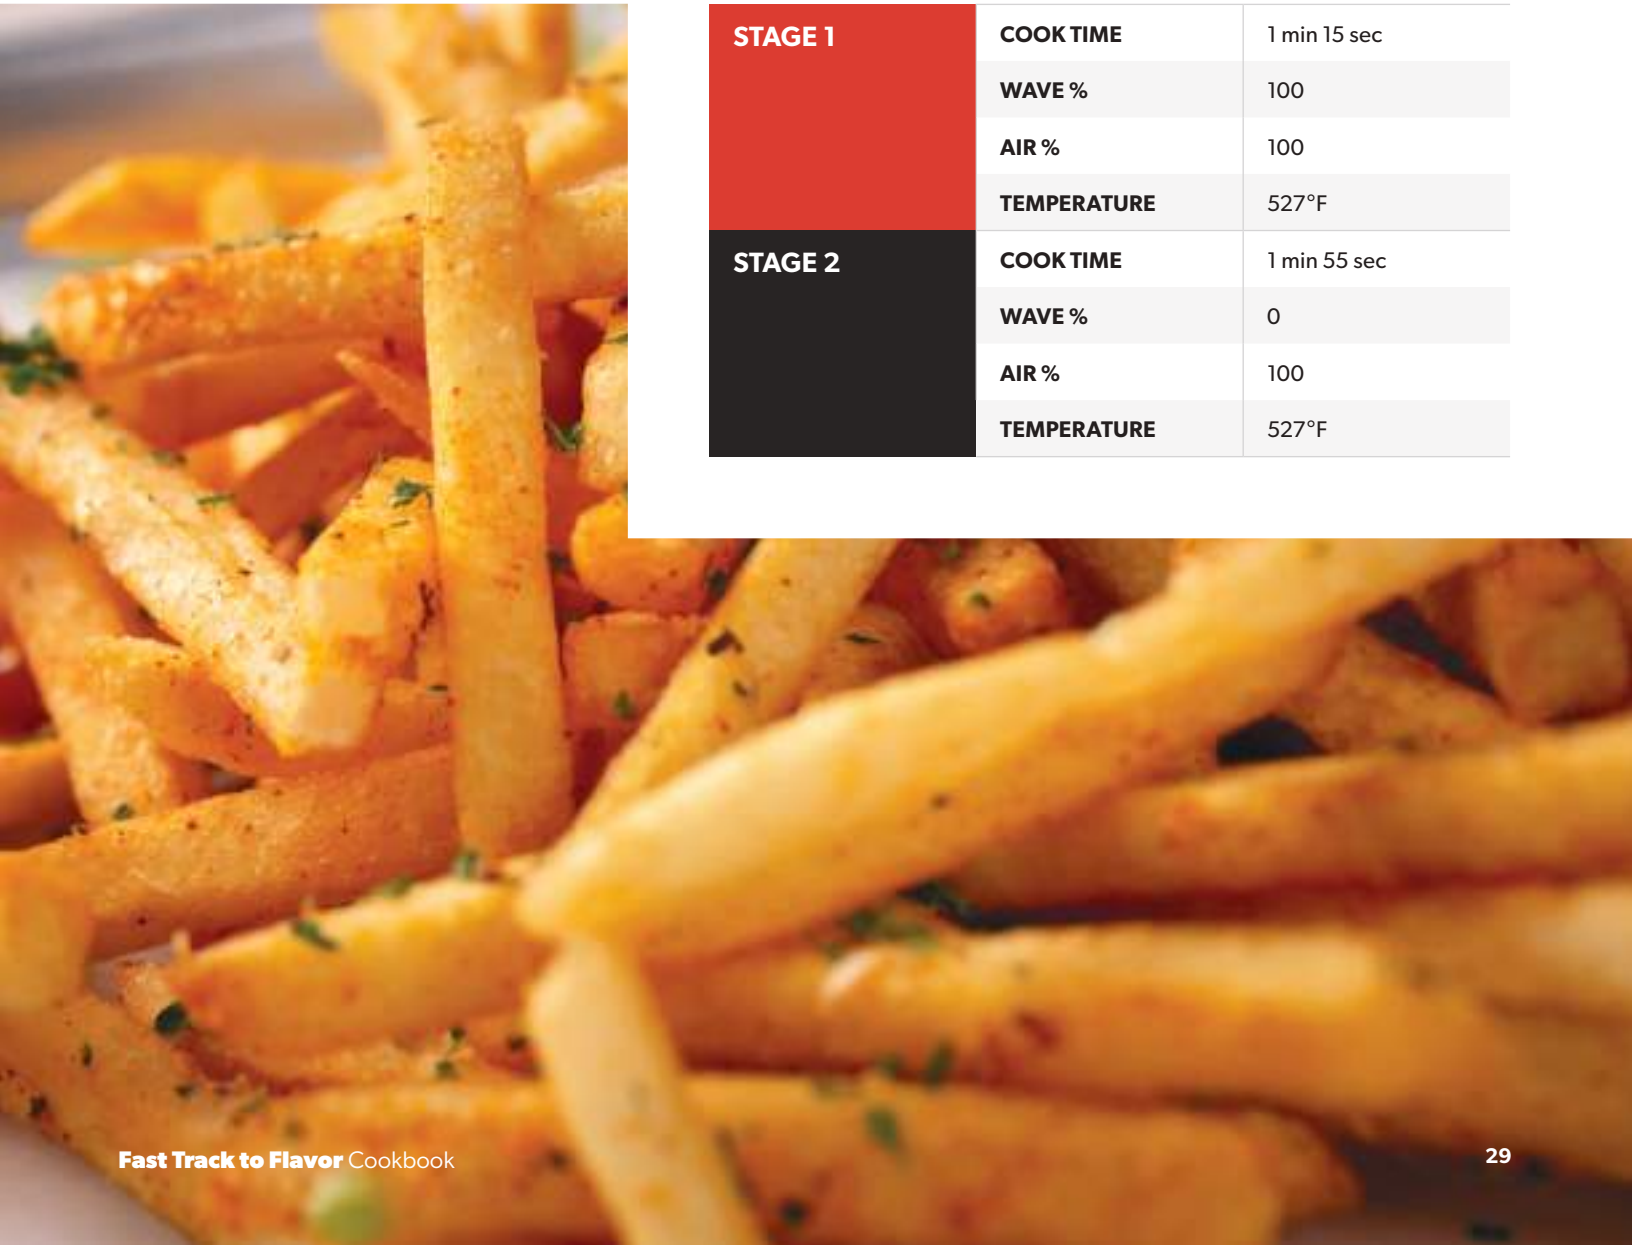 STAGE 1
COOK TIME 1 min 15 sec
WAVE % 100
AIR % 100
TEMPERATURE 527°F
STAGE 2
COOK TIME 1 min 55 sec
WAVE % 0
AIR % 100
TEMPERATURE 527°F
Fast Track to Flavor Cookbook
29